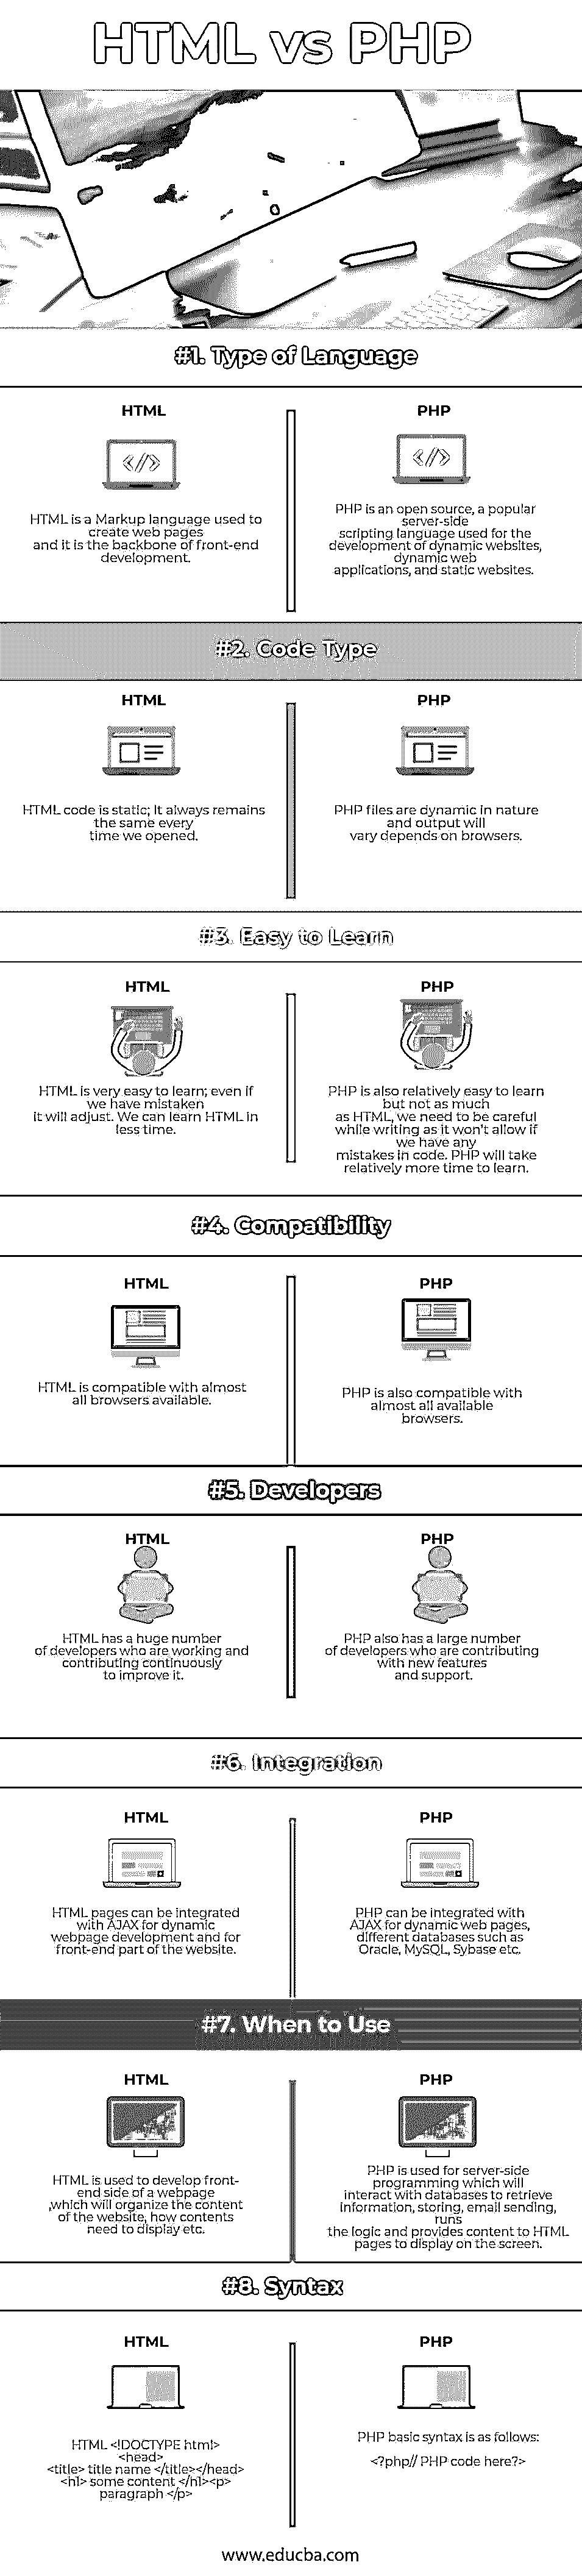 HTML vs PHP
#1. Type of Language
HTML
HTML is a Markup language used to
create web pages
and it is the backbone of front-end
development.
PHP
PHP is an open source, a popular
server-side
scripting language used for the
development of dynamic websites,
dynamic web
applications, and static websites.
#2. Code Type
HTML
HTML code is static; It always remains
the same every
time we opened.
PHP
PHP files are dynamic in nature
and output will
vary depends on browsers.
#3. Easy to Learn
HTML
HTML is very easy to learn; even if
we have mistaken
it will adjust. We can learn HTML in
less time.
PHP
PHP is also relatively easy to learn
but not as much
as HTML, we need to be careful
while writing as it won't allow if
we have any
mistakes in code. PHP will take
relatively more time to learn.
#4. Compatibility
HTML
HTML is compatible with almost
all browsers available.
PHP
PHP is also compatible with
almost all available
browsers.
#5. Developers
HTML
HTML has a huge number
of developers who are working and
contributing continuously
to improve it.
PHP
PHP also has a large number
of developers who are contributing
with new features
and support.
#6. Integration
HTML
HTML pages can be integrated
with AJAX for dynamic
webpage development and for
front-end part of the website.
PHP
PHP can be integrated with
AJAX for dynamic web pages,
different databases such as
Oracle, MySQL, Sybase etc.
#7. When to Use
HTML
HTML is used to develop front-
end side of a webpage
,which will organize the content
of the website, how contents
need to display etc.
PHP
PHP is used for server-side
programming which will
interact with databases to retrieve
information, storing, email sending,
runs
the logic and provides content to HTML
pages to display on the screen.
#8. Syntax
HTML
HTML <!DOCTYPE html>
<head>
<title> title name </title></head>
<h1> some content </h1><p>
paragraph </p>
PHP
PHP basic syntax is as follows:
<?php// PHP code here?>
www.educba.com